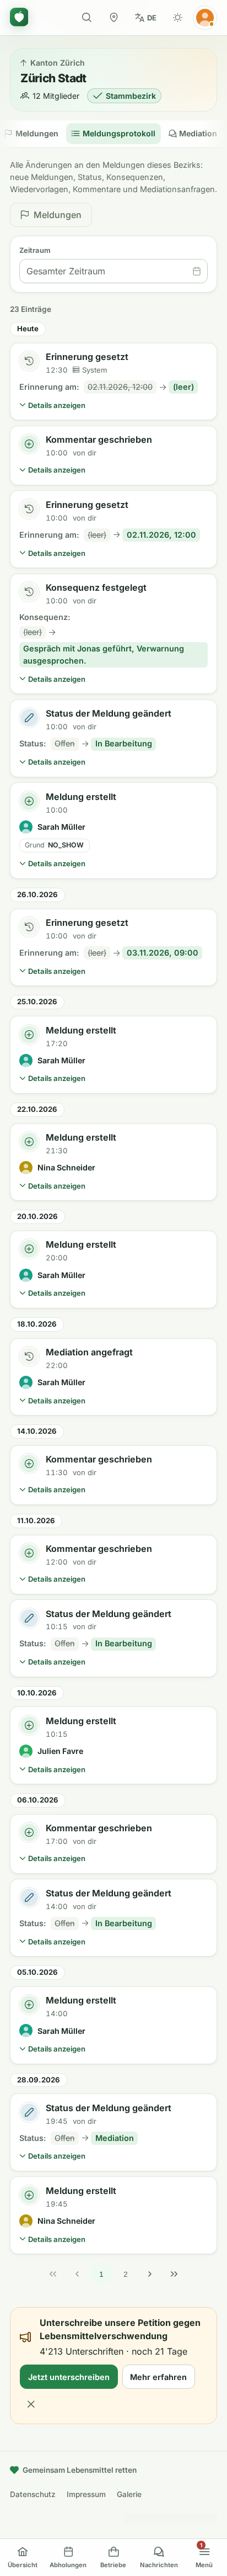 DE
Kanton Zürich
Zürich Stadt
12 Mitglieder
Stammbezirk
Meldungen
Meldungsprotokoll
Mediation
Alle Änderungen an den Meldungen dieses Bezirks:
neue Meldungen, Status, Konsequenzen,
Wiedervorlagen, Kommentare und Mediationsanfragen.
Meldungen
Zeitraum
Gesamter Zeitraum
23 Einträge
Heute
Erinnerung gesetzt
12:30 System
Erinnerung am: 02.11.2026, 12:00 → (leer)
Details anzeigen
Kommentar geschrieben
10:00 von dir
Details anzeigen
Erinnerung gesetzt
10:00 von dir
Erinnerung am: (leer) → 02.11.2026, 12:00
Details anzeigen
Konsequenz festgelegt
10:00 von dir
Konsequenz:
(leer) →
Gespräch mit Jonas geführt, Verwarnung
ausgesprochen.
Details anzeigen
Status der Meldung geändert
10:00 von dir
Status: Offen → In Bearbeitung
Details anzeigen
Meldung erstellt
10:00
Sarah Müller
Grund NO_SHOW
Details anzeigen
26.10.2026
Erinnerung gesetzt
10:00 von dir
Erinnerung am: (leer) → 03.11.2026, 09:00
Details anzeigen
25.10.2026
Meldung erstellt
17:20
Sarah Müller
Details anzeigen
22.10.2026
Meldung erstellt
21:30
Nina Schneider
Details anzeigen
20.10.2026
Meldung erstellt
20:00
Sarah Müller
Details anzeigen
18.10.2026
Mediation angefragt
22:00
Sarah Müller
Details anzeigen
14.10.2026
Kommentar geschrieben
11:30 von dir
Details anzeigen
11.10.2026
Kommentar geschrieben
12:00 von dir
Details anzeigen
Status der Meldung geändert
10:15 von dir
Status: Offen → In Bearbeitung
Details anzeigen
10.10.2026
Meldung erstellt
10:15
Julien Favre
Details anzeigen
06.10.2026
Kommentar geschrieben
17:00 von dir
Details anzeigen
Status der Meldung geändert
14:00 von dir
Status: Offen → In Bearbeitung
Details anzeigen
05.10.2026
Meldung erstellt
14:00
Sarah Müller
Details anzeigen
28.09.2026
Status der Meldung geändert
19:45 von dir
Status: Offen → Mediation
Details anzeigen
Meldung erstellt
19:45
Nina Schneider
Details anzeigen
1 2
Unterschreibe unsere Petition gegen
Lebensmittelverschwendung
4'213 Unterschriften · noch 21 Tage
Jetzt unterschreiben
Mehr erfahren
Gemeinsam Lebensmittel retten
Datenschutz Impressum Galerie
1
Übersicht Abholungen Betriebe Nachrichten Menü